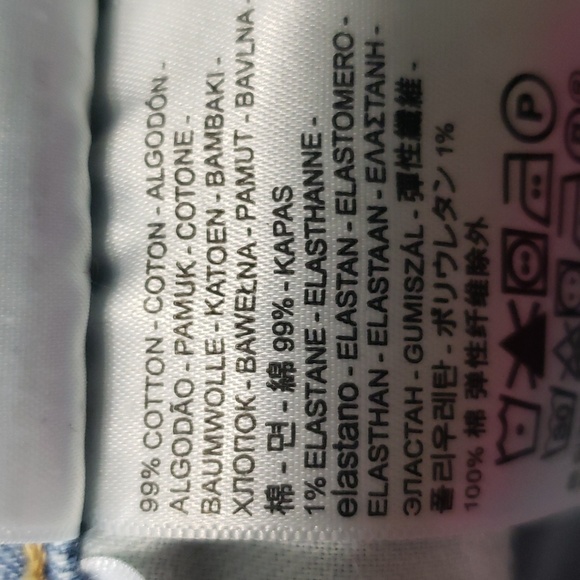 99% COTTON - COTON - ALGODÓN -
ALGODÃO - PAMUK - COTONE -
BAUMWOLLE - KATOEN - BAMBAKI -
ХЛОПОК - BAWEŁNA - PAMUT - BAVLNA -
棉 - 면 - 綿 99% - KAPAS
1% ELASTANE - ELASTHANNE -
elastano - ELASTAN - ELASTOMERO -
ELASTHAN - ELASTAAN - ΕΛΑΣΤΑΝΗ -
ЭЛАСТАН - GUMISZÁL - 彈性纖維 -
폴리우레탄 - ポリウレタン 1%
100% 棉 弹性纤维除外
P